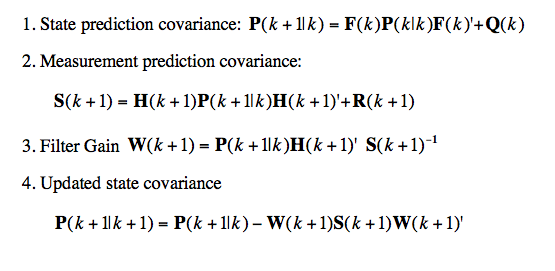 1. State prediction covariance: P(k + 1|k) = F(k)P(k|k)F(k)'+Q(k)
2. Measurement prediction covariance:
S(k + 1) = H(k + 1)P(k + 1|k)H(k + 1)'+R(k + 1)
3. Filter Gain W(k + 1) = P(k + 1|k)H(k + 1)' S(k + 1)⁻¹
4. Updated state covariance
P(k + 1|k + 1) = P(k + 1|k) – W(k + 1)S(k + 1)W(k + 1)'